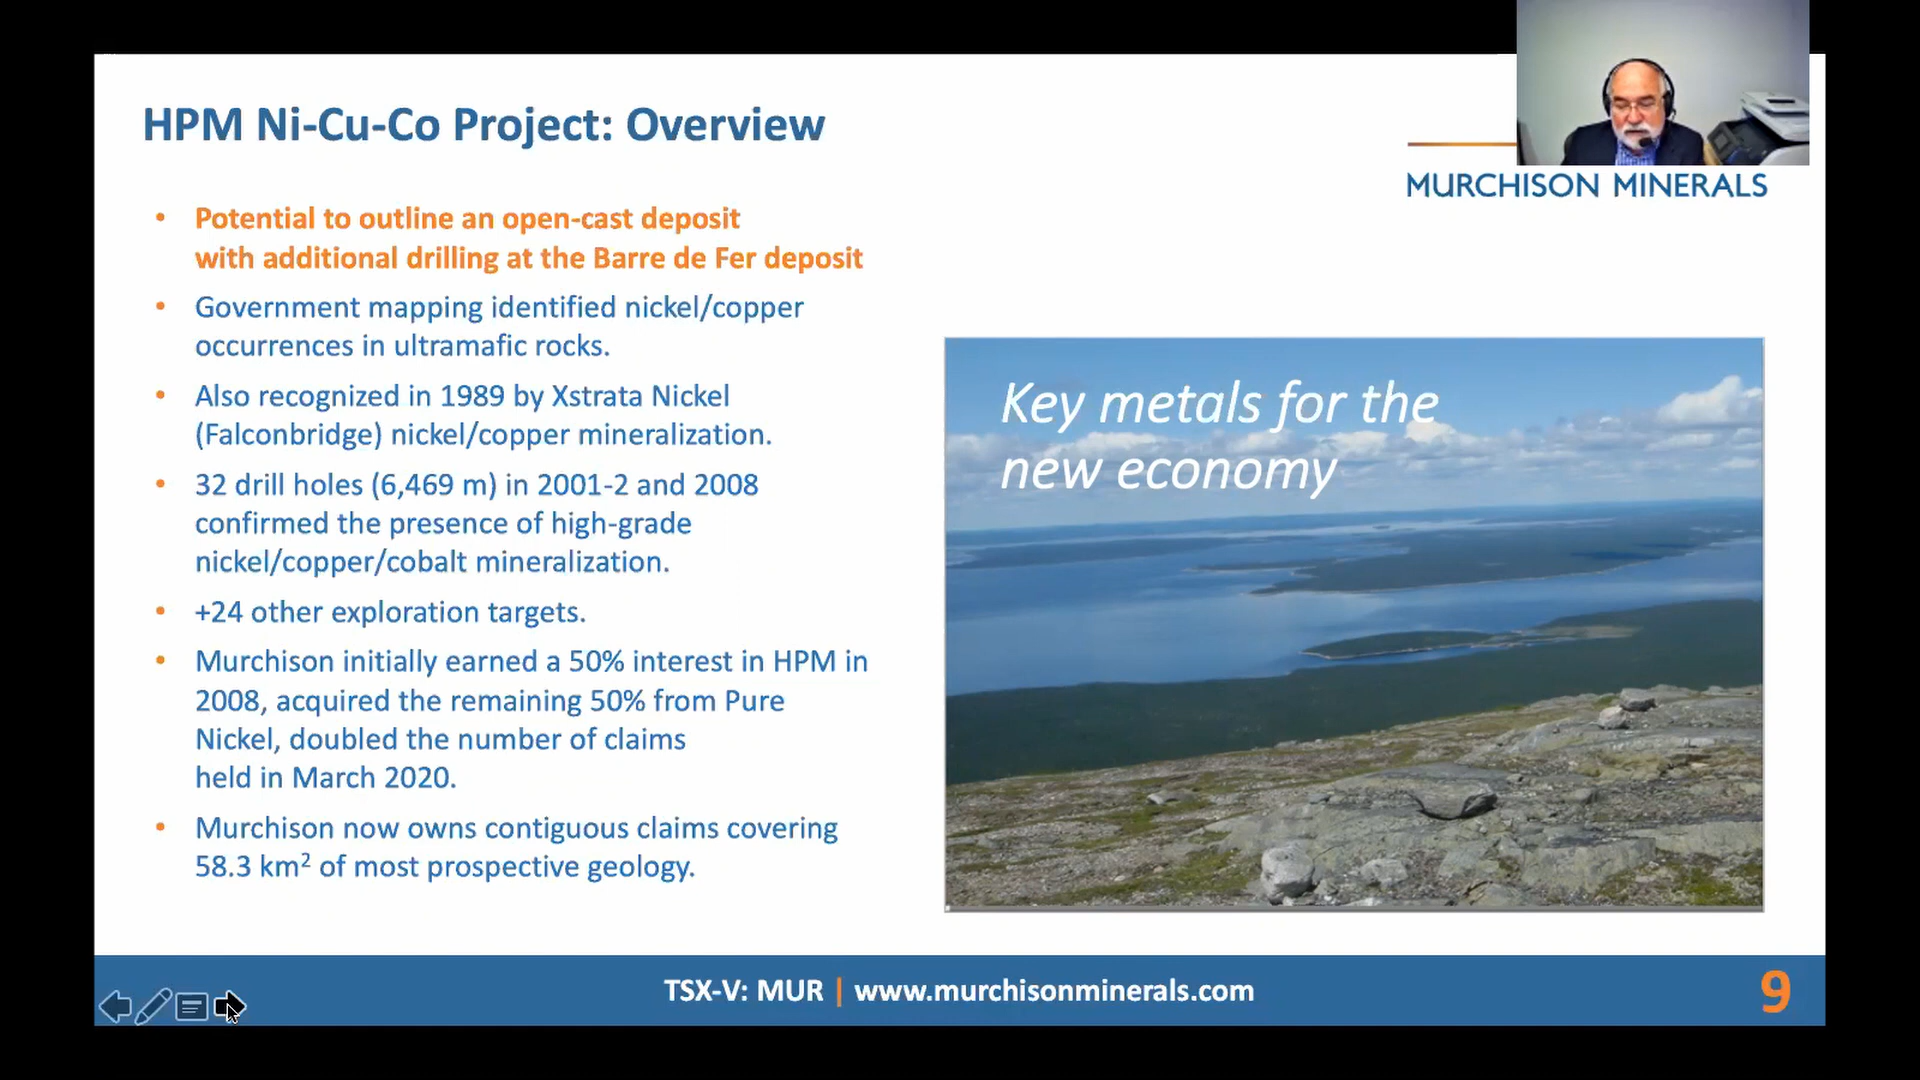 HPM Ni-Cu-Co Project: Overview
MURCHISON MINERALS
• Potential to outline an open-cast deposit
with additional drilling at the Barre de Fer deposit
• Government mapping identified nickel/copper
occurrences in ultramafic rocks.
• Also recognized in 1989 by Xstrata Nickel
(Falconbridge) nickel/copper mineralization.
• 32 drill holes (6,469 m) in 2001-2 and 2008
confirmed the presence of high-grade
nickel/copper/cobalt mineralization.
• +24 other exploration targets.
• Murchison initially earned a 50% interest in HPM in
2008, acquired the remaining 50% from Pure
Nickel, doubled the number of claims
held in March 2020.
• Murchison now owns contiguous claims covering
58.3 km² of most prospective geology.
Key metals for the
new economy
TSX-V: MUR | www.murchisonminerals.com
9